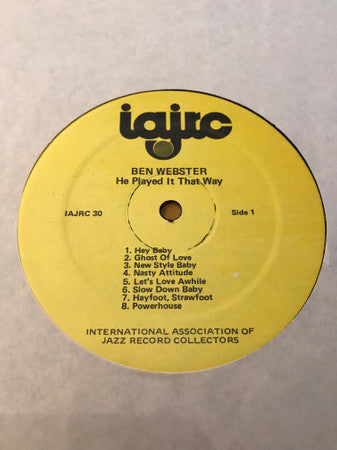 iajrc
BEN WEBSTER
He Played It That Way
IAJRC 30
Side 1
1. Hey Baby
2. Ghost Of Love
3. New Style Baby
4. Nasty Attitude
5. Let's Love Awhile
6. Slow Down Baby
7. Hayfoot, Strawfoot
8. Powerhouse
INTERNATIONAL ASSOCIATION OF
JAZZ RECORD COLLECTORS